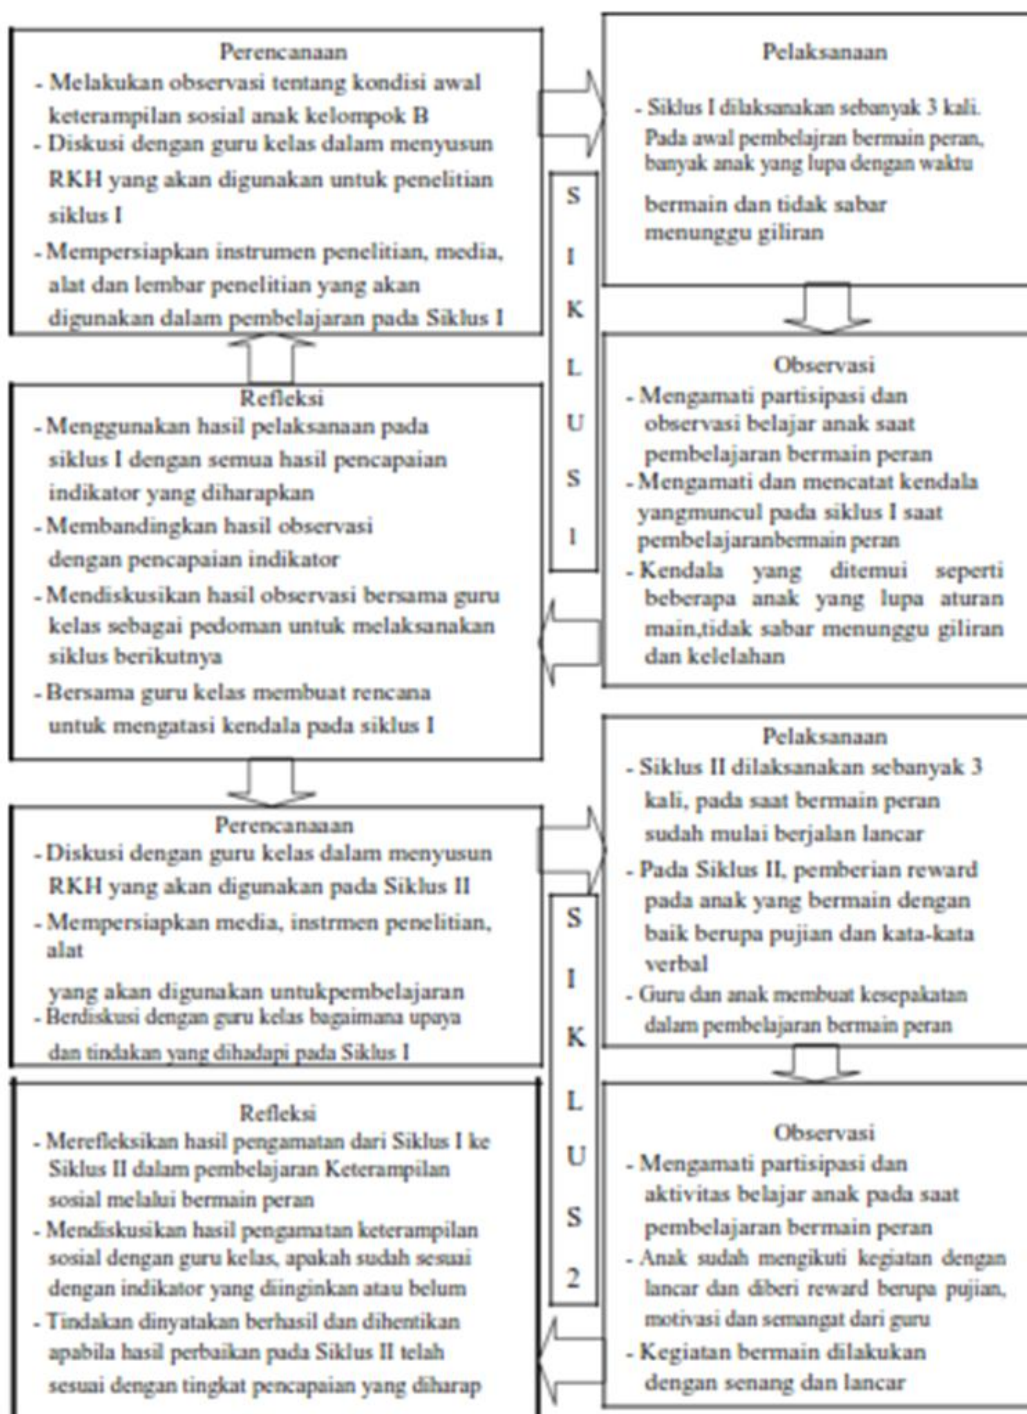 Perencanaan
- Melakukan observasi tentang kondisi awal
keterampilan sosial anak kelompok B
- Diskusi dengan guru kelas dalam menyusun
RKH yang akan digunakan untuk penelitian
siklus I
- Mempersiapkan instrumen penelitian, media,
alat dan lembar penelitian yang akan
digunakan dalam pembelajaran pada Siklus I
Pelaksanaan
- Siklus I dilaksanakan sebanyak 3 kali.
Pada awal pembelajran bermain peran,
banyak anak yang lupa dengan waktu
bermain dan tidak sabar
menunggu giliran
S
I
K
L
U
S
1
Observasi
- Mengamati partisipasi dan
observasi belajar anak saat
pembelajaran bermain peran
- Mengamati dan mencatat kendala
yangmuncul pada siklus I saat
pembelajaranbermain peran
- Kendala yang ditemui seperti
beberapa anak yang lupa aturan
main,tidak sabar menunggu giliran
dan kelelahan
Refleksi
- Menggunakan hasil pelaksanaan pada
siklus I dengan semua hasil pencapaian
indikator yang diharapkan
- Membandingkan hasil observasi
dengan pencapaian indikator
- Mendiskusikan hasil observasi bersama guru
kelas sebagai pedoman untuk melaksanakan
siklus berikutnya
- Bersama guru kelas membuat rencana
untuk mengatasi kendala pada siklus I
Perencanaaan
- Diskusi dengan guru kelas dalam menyusun
RKH yang akan digunakan pada Siklus II
- Mempersiapkan media, instrmen penelitian,
alat
yang akan digunakan untukpembelajaran
- Berdiskusi dengan guru kelas bagaimana upaya
dan tindakan yang dihadapi pada Siklus I
Pelaksanaan
- Siklus II dilaksanakan sebanyak 3
kali, pada saat bermain peran
sudah mulai berjalan lancar
- Pada Siklus II, pemberian reward
pada anak yang bermain dengan
baik berupa pujian dan kata-kata
verbal
- Guru dan anak membuat kesepakatan
dalam pembelajaran bermain peran
S
I
K
L
U
S
2
Observasi
- Mengamati partisipasi dan
aktivitas belajar anak pada saat
pembelajaran bermain peran
- Anak sudah mengikuti kegiatan dengan
lancar dan diberi reward berupa pujian,
motivasi dan semangat dari guru
- Kegiatan bermain dilakukan
dengan senang dan lancar
Refleksi
- Merefleksikan hasil pengamatan dari Siklus I ke
Siklus II dalam pembelajaran Keterampilan
sosial melalui bermain peran
- Mendiskusikan hasil pengamatan keterampilan
sosial dengan guru kelas, apakah sudah sesuai
dengan indikator yang diinginkan atau belum
- Tindakan dinyatakan berhasil dan dihentikan
apabila hasil perbaikan pada Siklus II telah
sesuai dengan tingkat pencapaian yang diharap